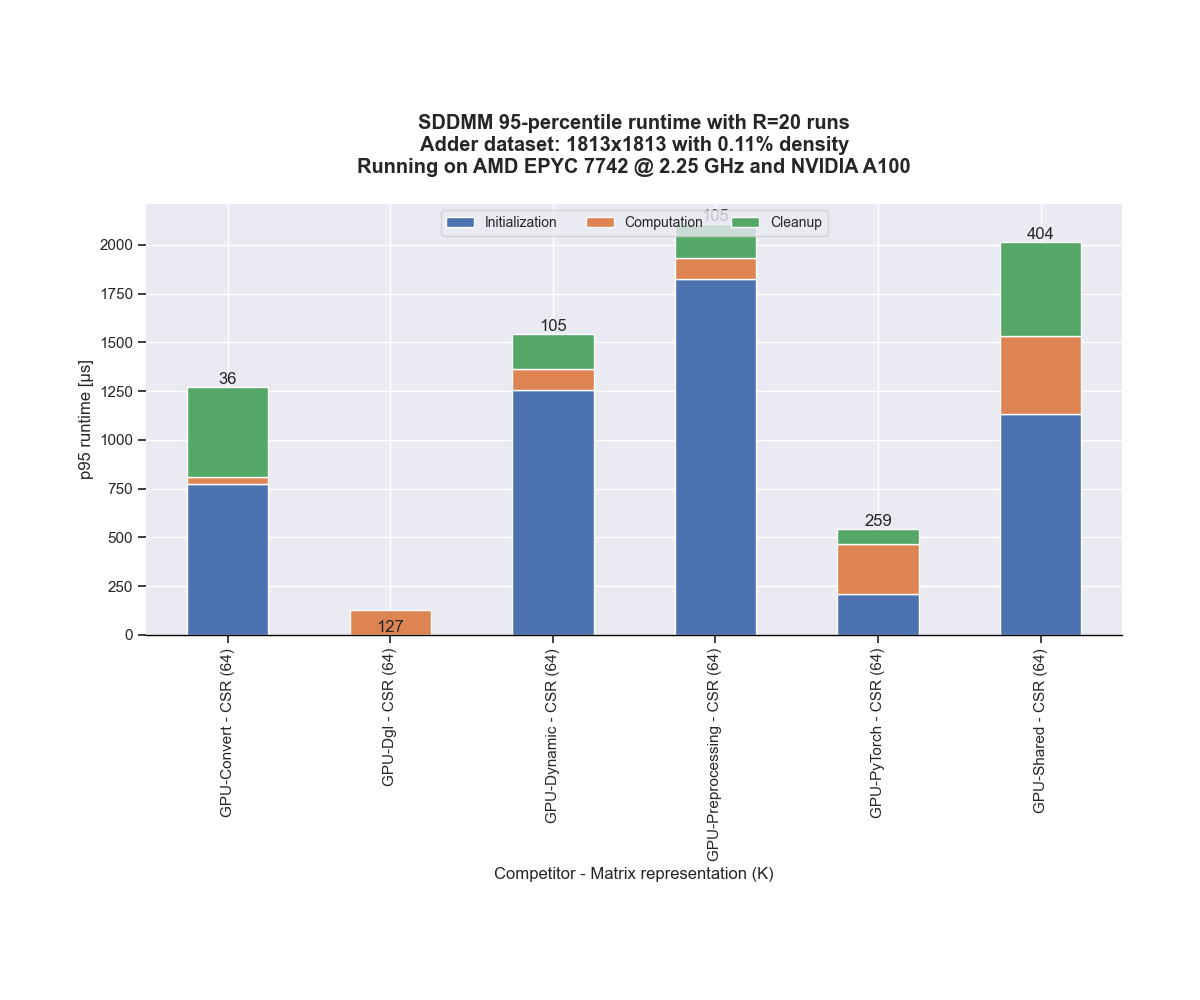 SDDMM 95-percentile runtime with R=20 runs
Adder dataset: 1813x1813 with 0.11% density
Running on AMD EPYC 7742 @ 2.25 GHz and NVIDIA A100
Initialization
Computation
Cleanup
p95 runtime [µs]
2000
1750
1500
1250
1000
750
500
250
0
36
127
105
105
259
404
GPU-Convert - CSR (64)
GPU-Dgl - CSR (64)
GPU-Dynamic - CSR (64)
GPU-Preprocessing - CSR (64)
GPU-PyTorch - CSR (64)
GPU-Shared - CSR (64)
Competitor - Matrix representation (K)